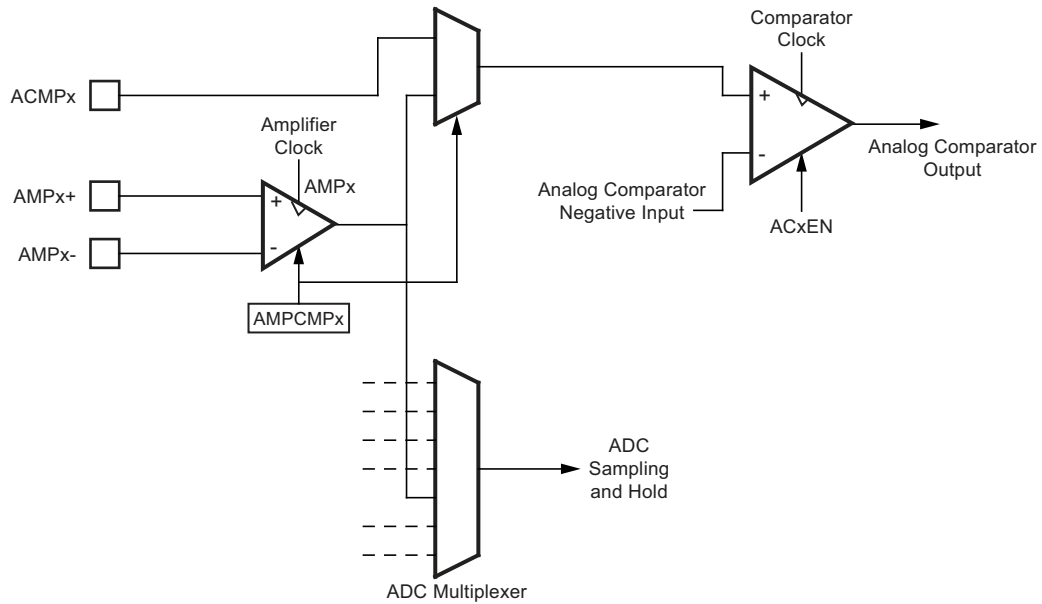 Comparator
Clock
ACMPx
+
Amplifier
Clock
AMPx
-
Analog Comparator
Output
AMPx+
+
Analog Comparator
Negative Input
ACxEN
AMPx-
-
AMPCMPx
ADC
Sampling
and Hold
ADC Multiplexer